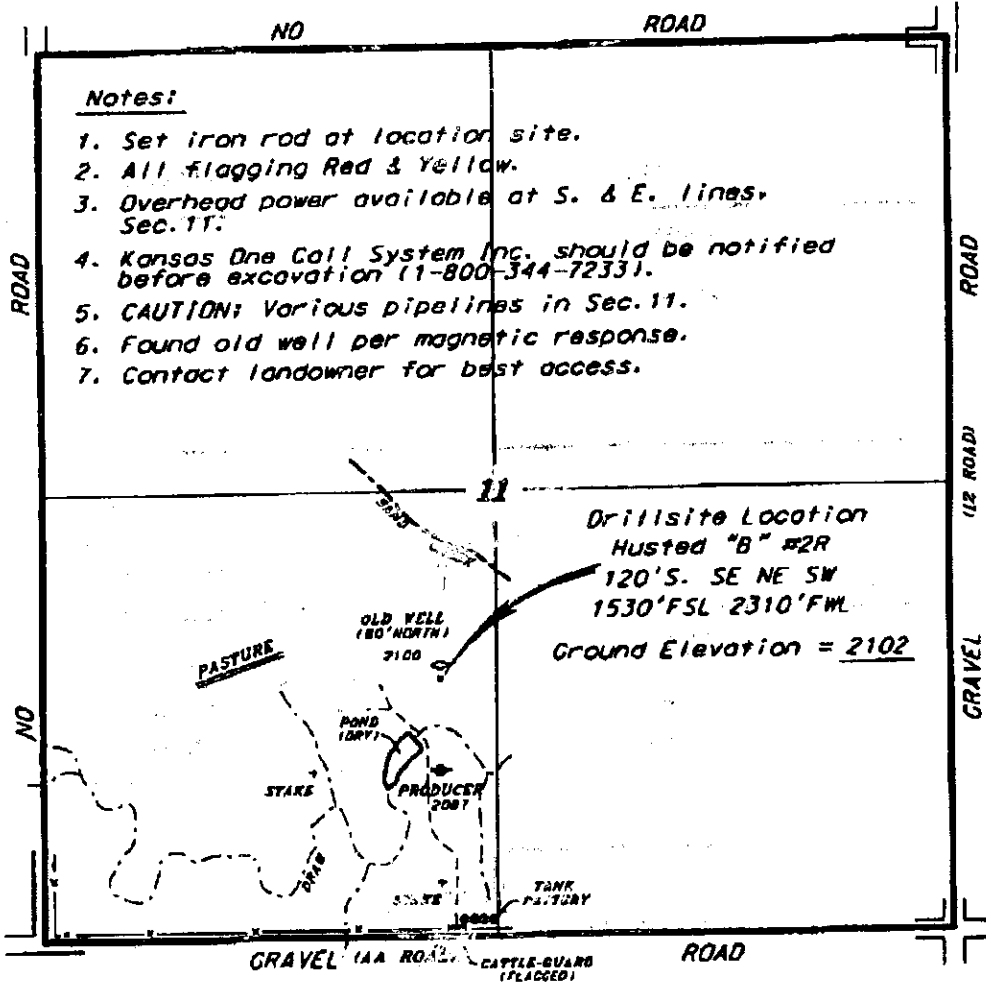 NO ROAD
Notes:
1. Set iron rod at location site.
2. All flagging Red & Yellow.
3. Overhead power available at S. & E. lines,
Sec. 11.
4. Kansas One Call System Inc. should be notified
before excavation (1-800-344-7233).
5. CAUTION: Various pipelines in Sec. 11.
6. Found old well per magnetic response.
7. Contact landowner for best access.
ROAD
ROAD
(12 ROAD)
11
Drillsite Location
Husted "B" #2R
120'S. SE NE SW
1530'FSL 2310'FWL
Ground Elevation = 2102
OLD WELL
NORTH)
2100
PASTURE
GRAVEL
NO
POND
(DRY)
STAKE
PRODUCER
2087
DRAW
STAKE
TANK
BATTERY
GRAVEL (AA ROAD) ROAD
CATTLE-GUARD
(FLAGGED)